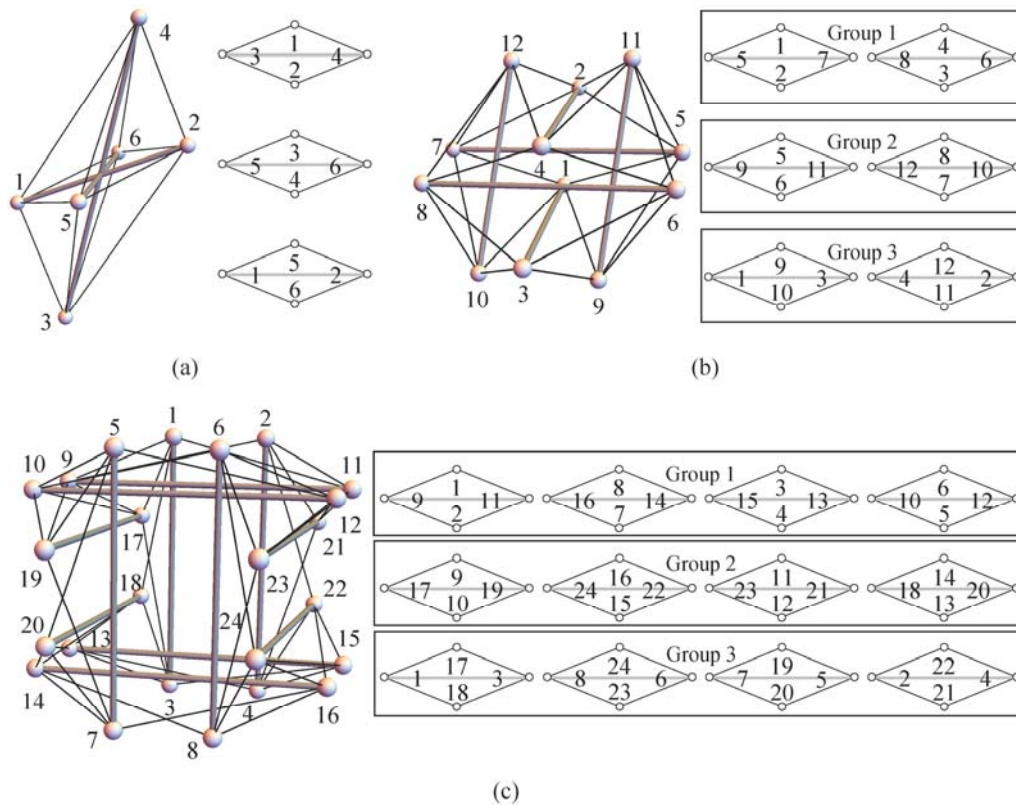 4
6
2
1
5
3
1
3 4
2
3
5 6
4
5
1 2
6
(a)
12
11
2
5
7
4 1
8
6
10
3
9
Group 1
1 4
5 7 8 6
2 3
Group 2
5 8
9 11 12 10
6 7
Group 3
9 12
1 3 4 2
10 11
(b)
5 1 6 2
10 9 11
12
17 21
19
18 23 22
20 24
13 15
14 3 4 16
7 8
Group 1
1 8 3 6
9 11 16 14 15 13 10 12
2 7 4 5
Group 2
9 16 11 14
17 19 24 22 23 21 18 20
10 15 12 13
Group 3
17 24 19 22
1 3 8 6 7 5 2 4
18 23 20 21
(c)